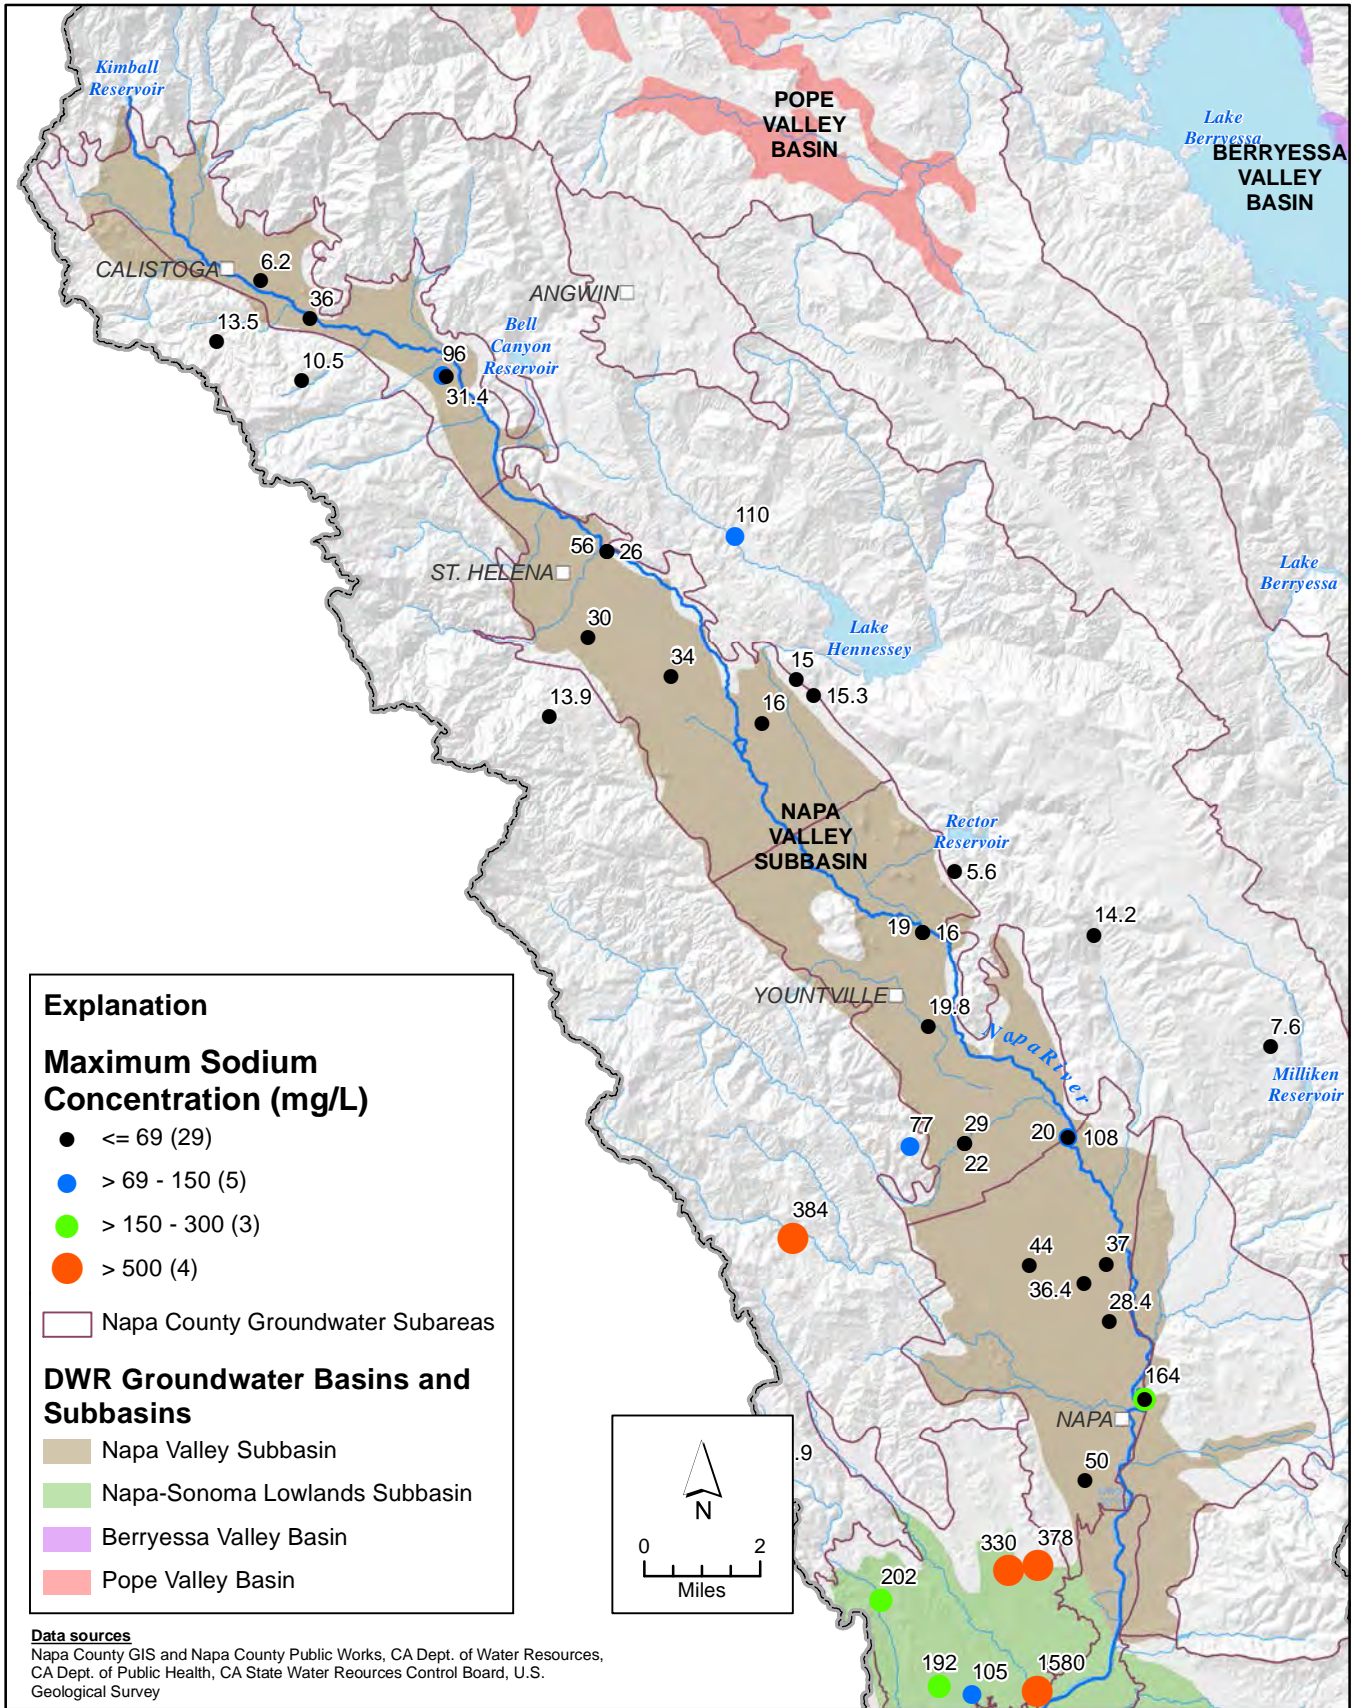 Kimball
Reservoir
POPE
VALLEY
BASIN
Lake
Berryessa
BERRYESSA
VALLEY
BASIN
CALISTOGA
6.2
36
ANGWIN
13.5
10.5
Bell
Canyon
Reservoir
96
31.4
110
56
26
ST. HELENA
Lake
Berryessa
30
34
Lake
Hennessey
15
15.3
13.9
16
NAPA
VALLEY
SUBBASIN
Rector
Reservoir
5.6
14.2
19
16
YOUNTVILLE
19.8
Napa River
7.6
Milliken
Reservoir
77
29
22
20
108
384
44
37
36.4
28.4
164
NAPA
50
.9
330
378
202
192
105
1580
Explanation
Maximum Sodium
Concentration (mg/L)
<= 69 (29)
> 69 - 150 (5)
> 150 - 300 (3)
> 500 (4)
Napa County Groundwater Subareas
DWR Groundwater Basins and
Subbasins
Napa Valley Subbasin
Napa-Sonoma Lowlands Subbasin
Berryessa Valley Basin
Pope Valley Basin
N
0 2
Miles
Data sources
Napa County GIS and Napa County Public Works, CA Dept. of Water Resources,
CA Dept. of Public Health, CA State Water Reources Control Board, U.S.
Geological Survey